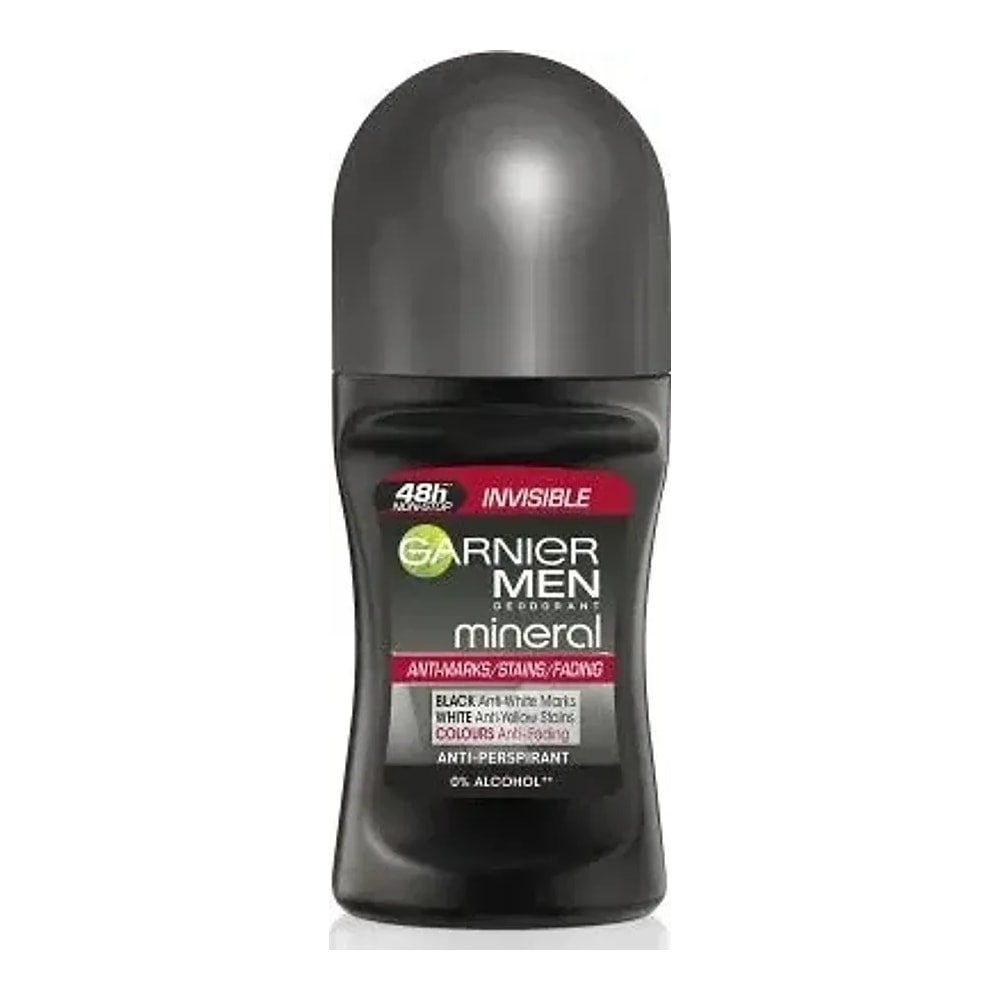 48h INVISIBLE
NON-STOP
GARNIER
MEN
DEODORANT
mineral
ANTI-MARKS/STAINS/FADING
BLACK Anti-White Marks
WHITE Anti-Yellow Stains
COLOURS Anti-Fading
ANTI-PERSPIRANT
0% ALCOHOL**